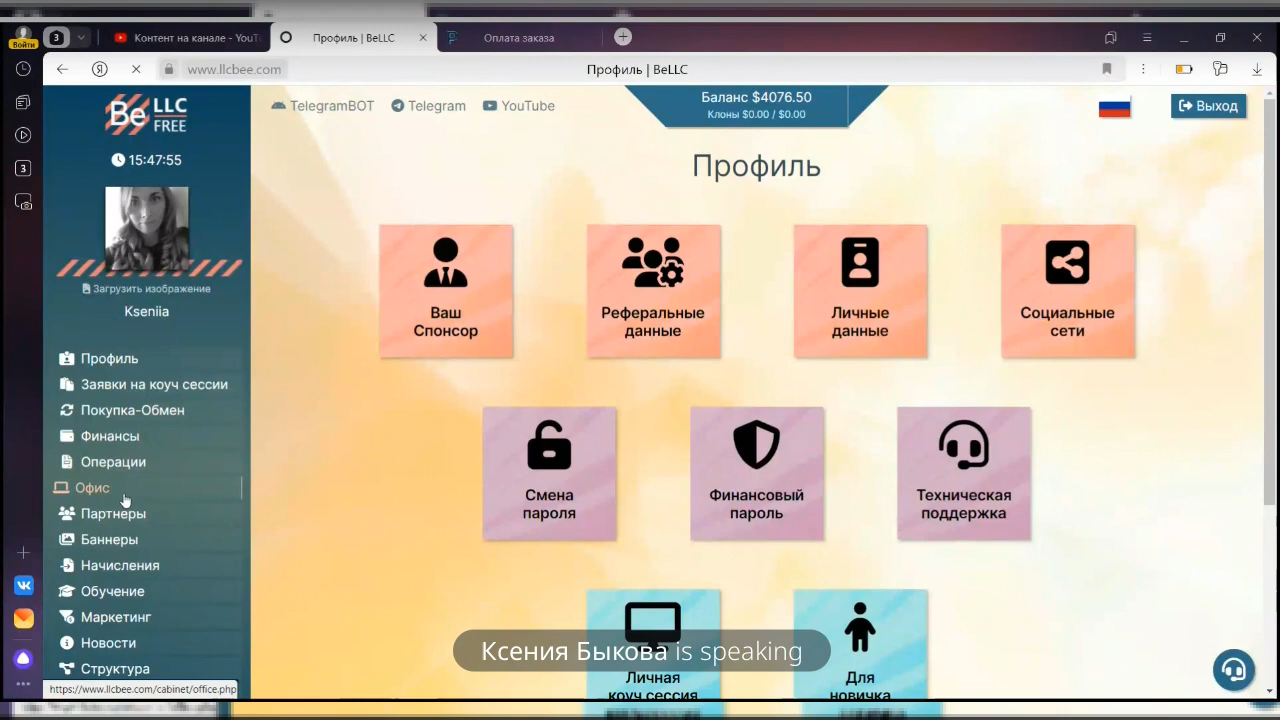 Войти
3
Контент на канале - YouT
Профиль | BeLLC
Оплата заказа
www.llcbee.com
Профиль | BeLLC
Be LLC
FREE
TelegramBOT
Telegram
YouTube
Баланс $4076.50
Клоны $0.00 / $0.00
Выход
15:47:55
Профиль
3
Загрузить изображение
Kseniia
Ваш
Спонсор
Реферальные
данные
Личные
данные
Социальные
сети
Профиль
Заявки на коуч сессии
Покупка-Обмен
Финансы
Операции
Офис
Партнеры
Баннеры
Начисления
Обучение
Маркетинг
Новости
Структура
Смена
пароля
Финансовый
пароль
Техническая
поддержка
Ксения Быкова is speaking
Личная
коуч сессия
Для
новичка
https://www.llcbee.com/cabinet/office.php